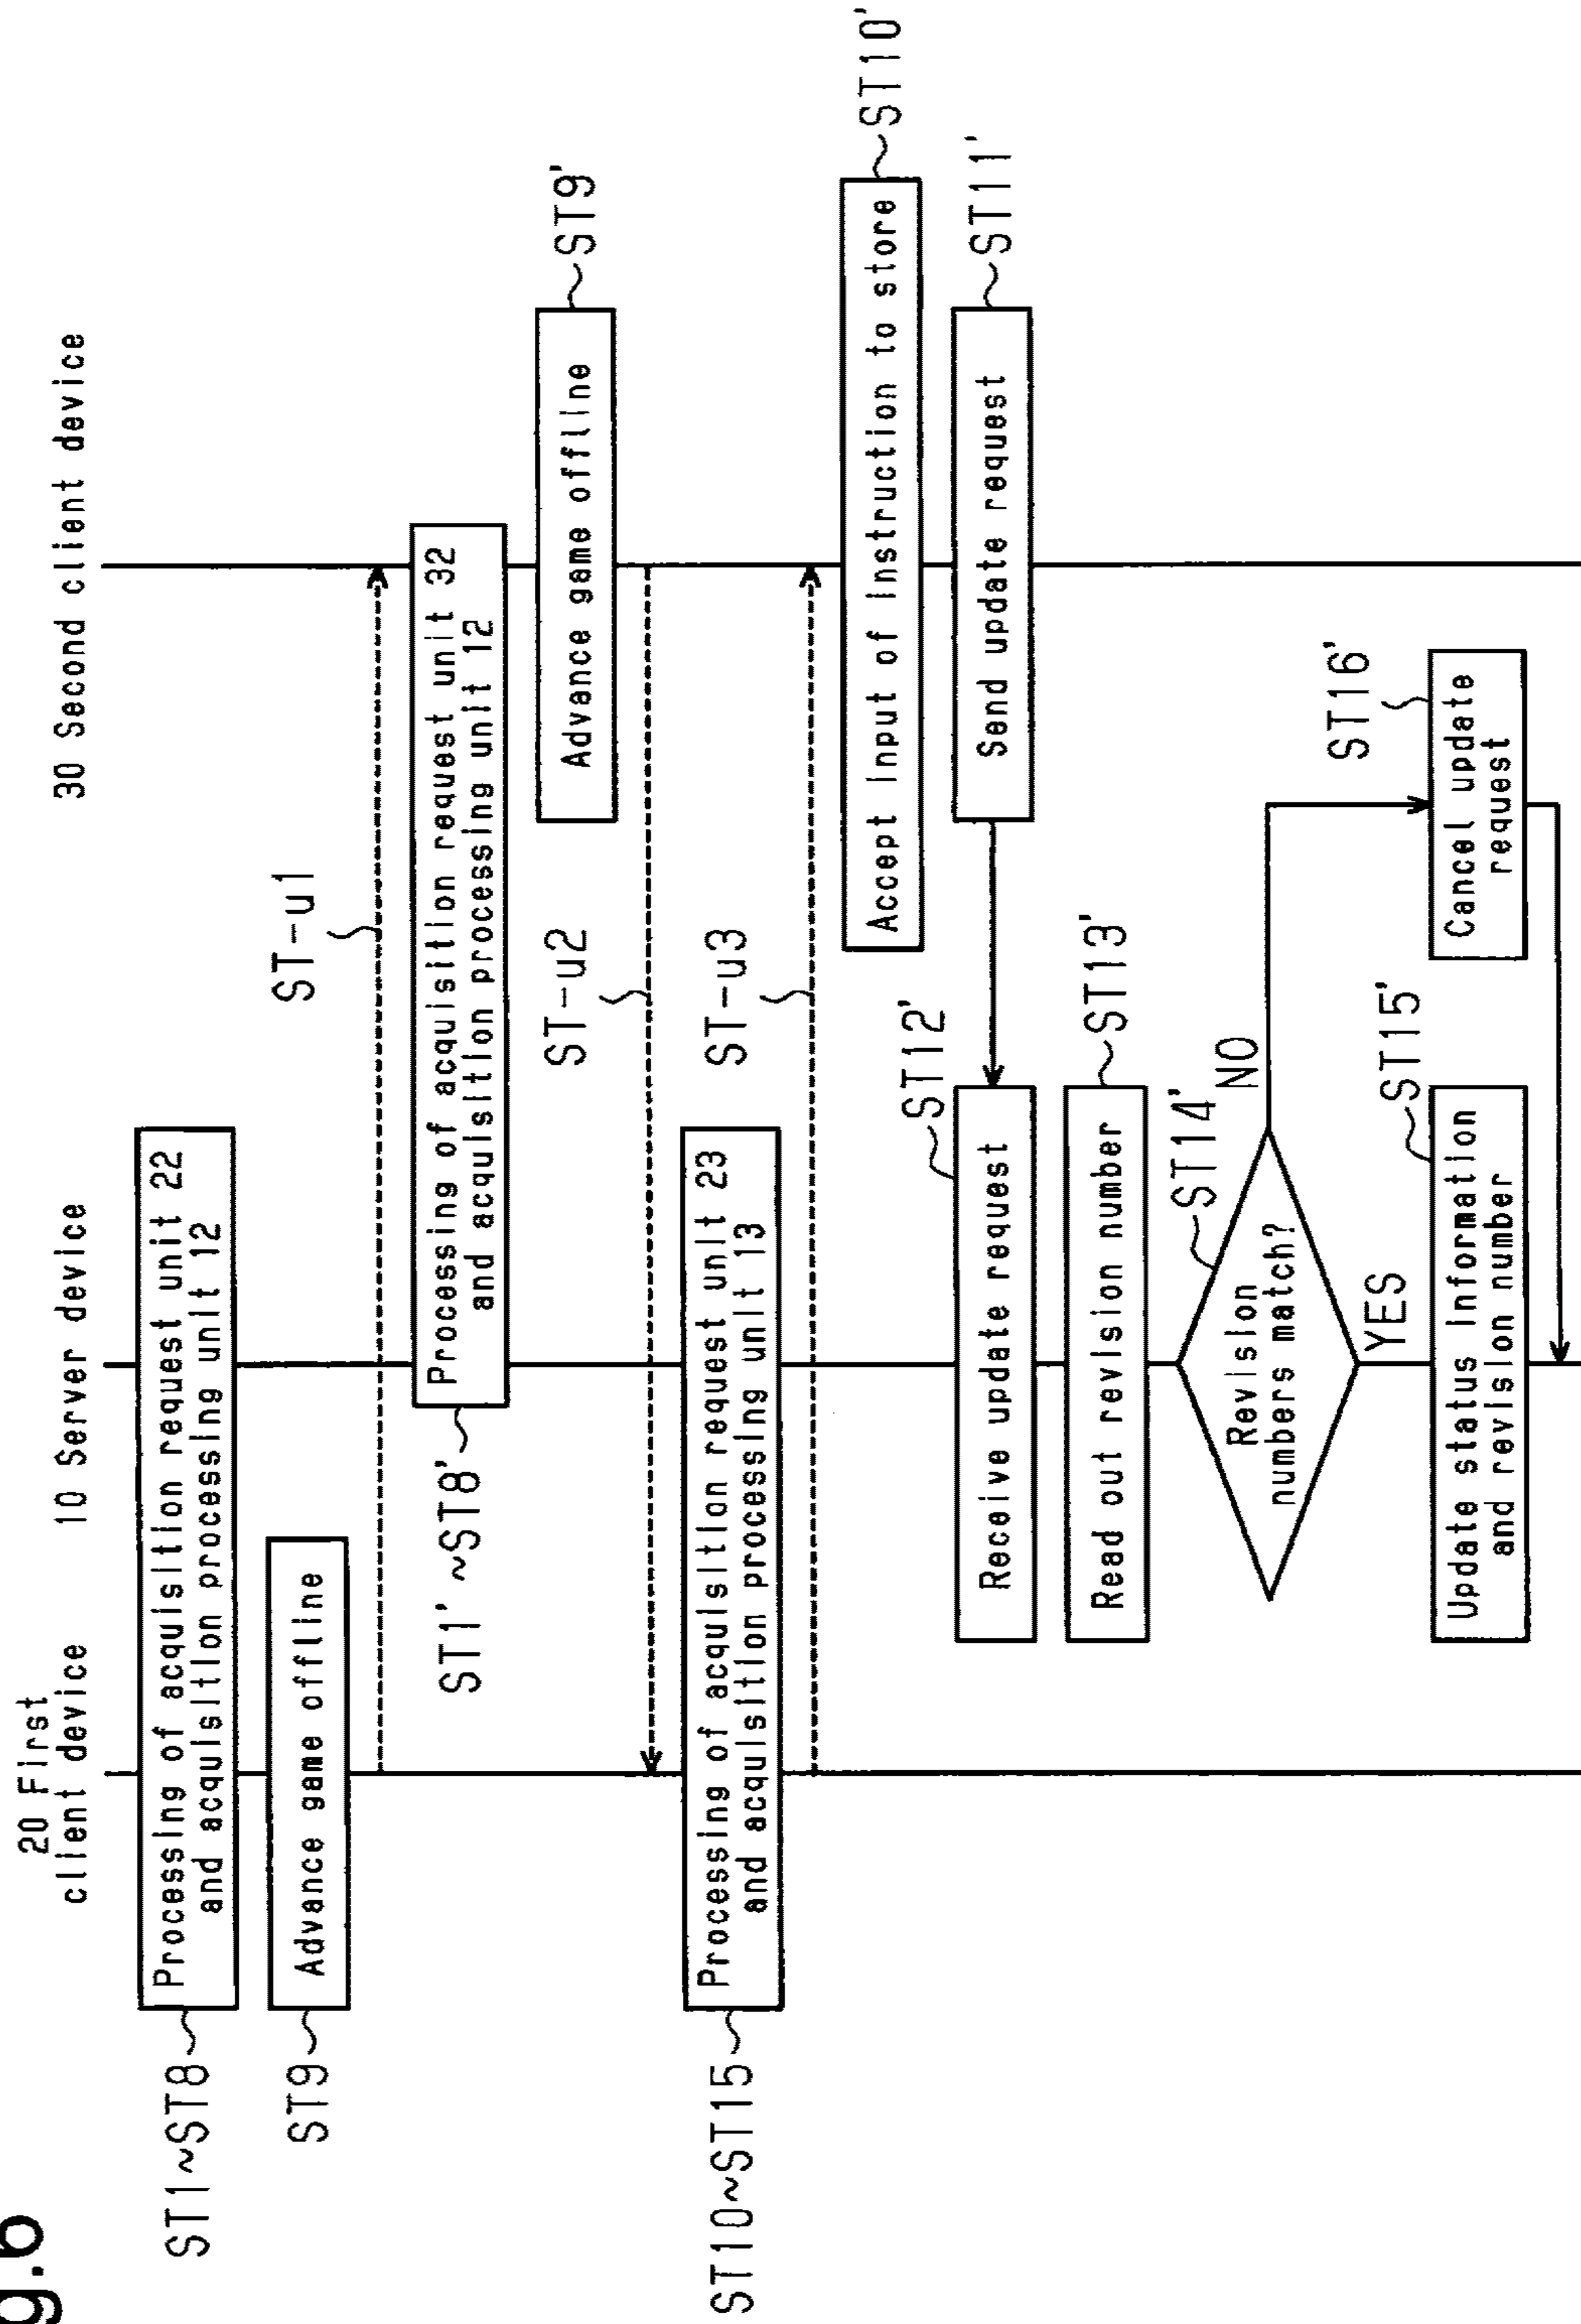 g.6
20 First
client device
10 Server device
30 Second client device
ST1~ST8
Processing of acquisition request unit 22
and acquisition processing unit 12
ST9
Advance game offline
ST-u1
ST1'~ST8'
Processing of acquisition request unit 32
and acquisition processing unit 12
Advance game offline
ST9'
ST-u2
ST10~ST15
Processing of acquisition request unit 23
and acquisition processing unit 13
ST-u3
Accept input of instruction to store
ST10'
Send update request
ST11'
ST12'
Receive update request
Read out revision number
ST13'
ST14'
Revision
numbers match?
NO
YES
ST15'
Update status information
and revision number
ST16'
Cancel update
request